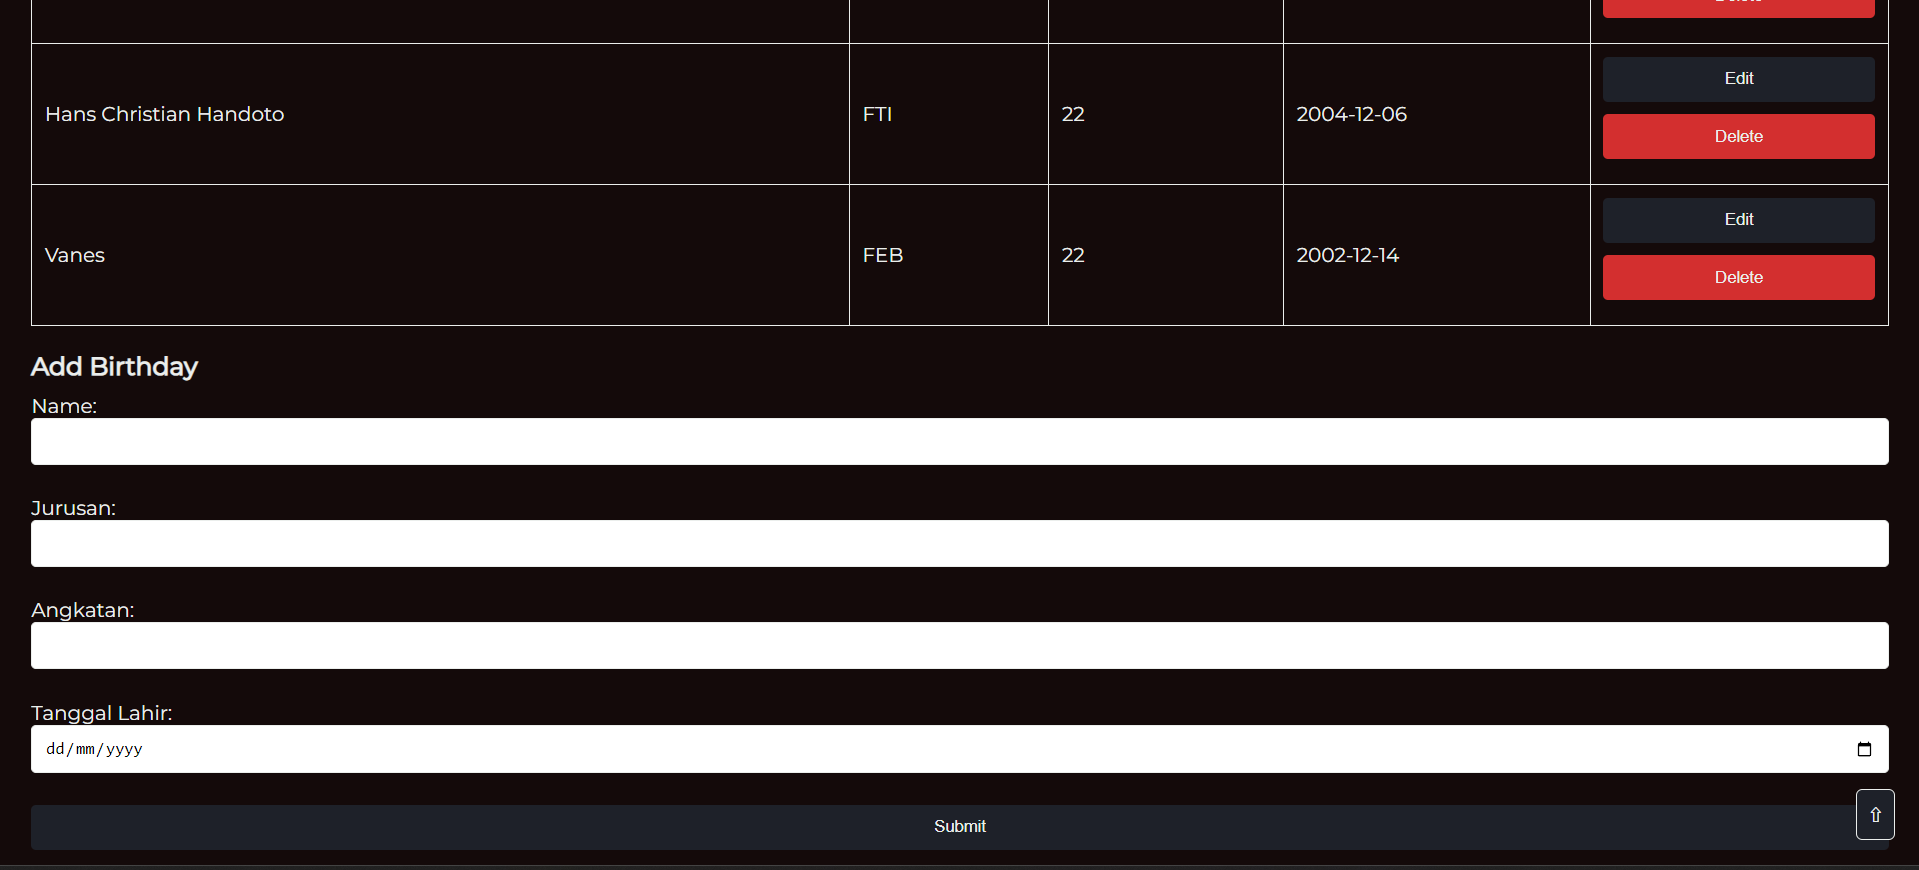 Delete
Edit
Hans Christian Handoto FTI 22 2004-12-06
Delete
Edit
Vanes FEB 22 2002-12-14
Delete
Add Birthday
Name:
Jurusan:
Angkatan:
Tanggal Lahir:
dd/mm/yyyy
Submit
⇧